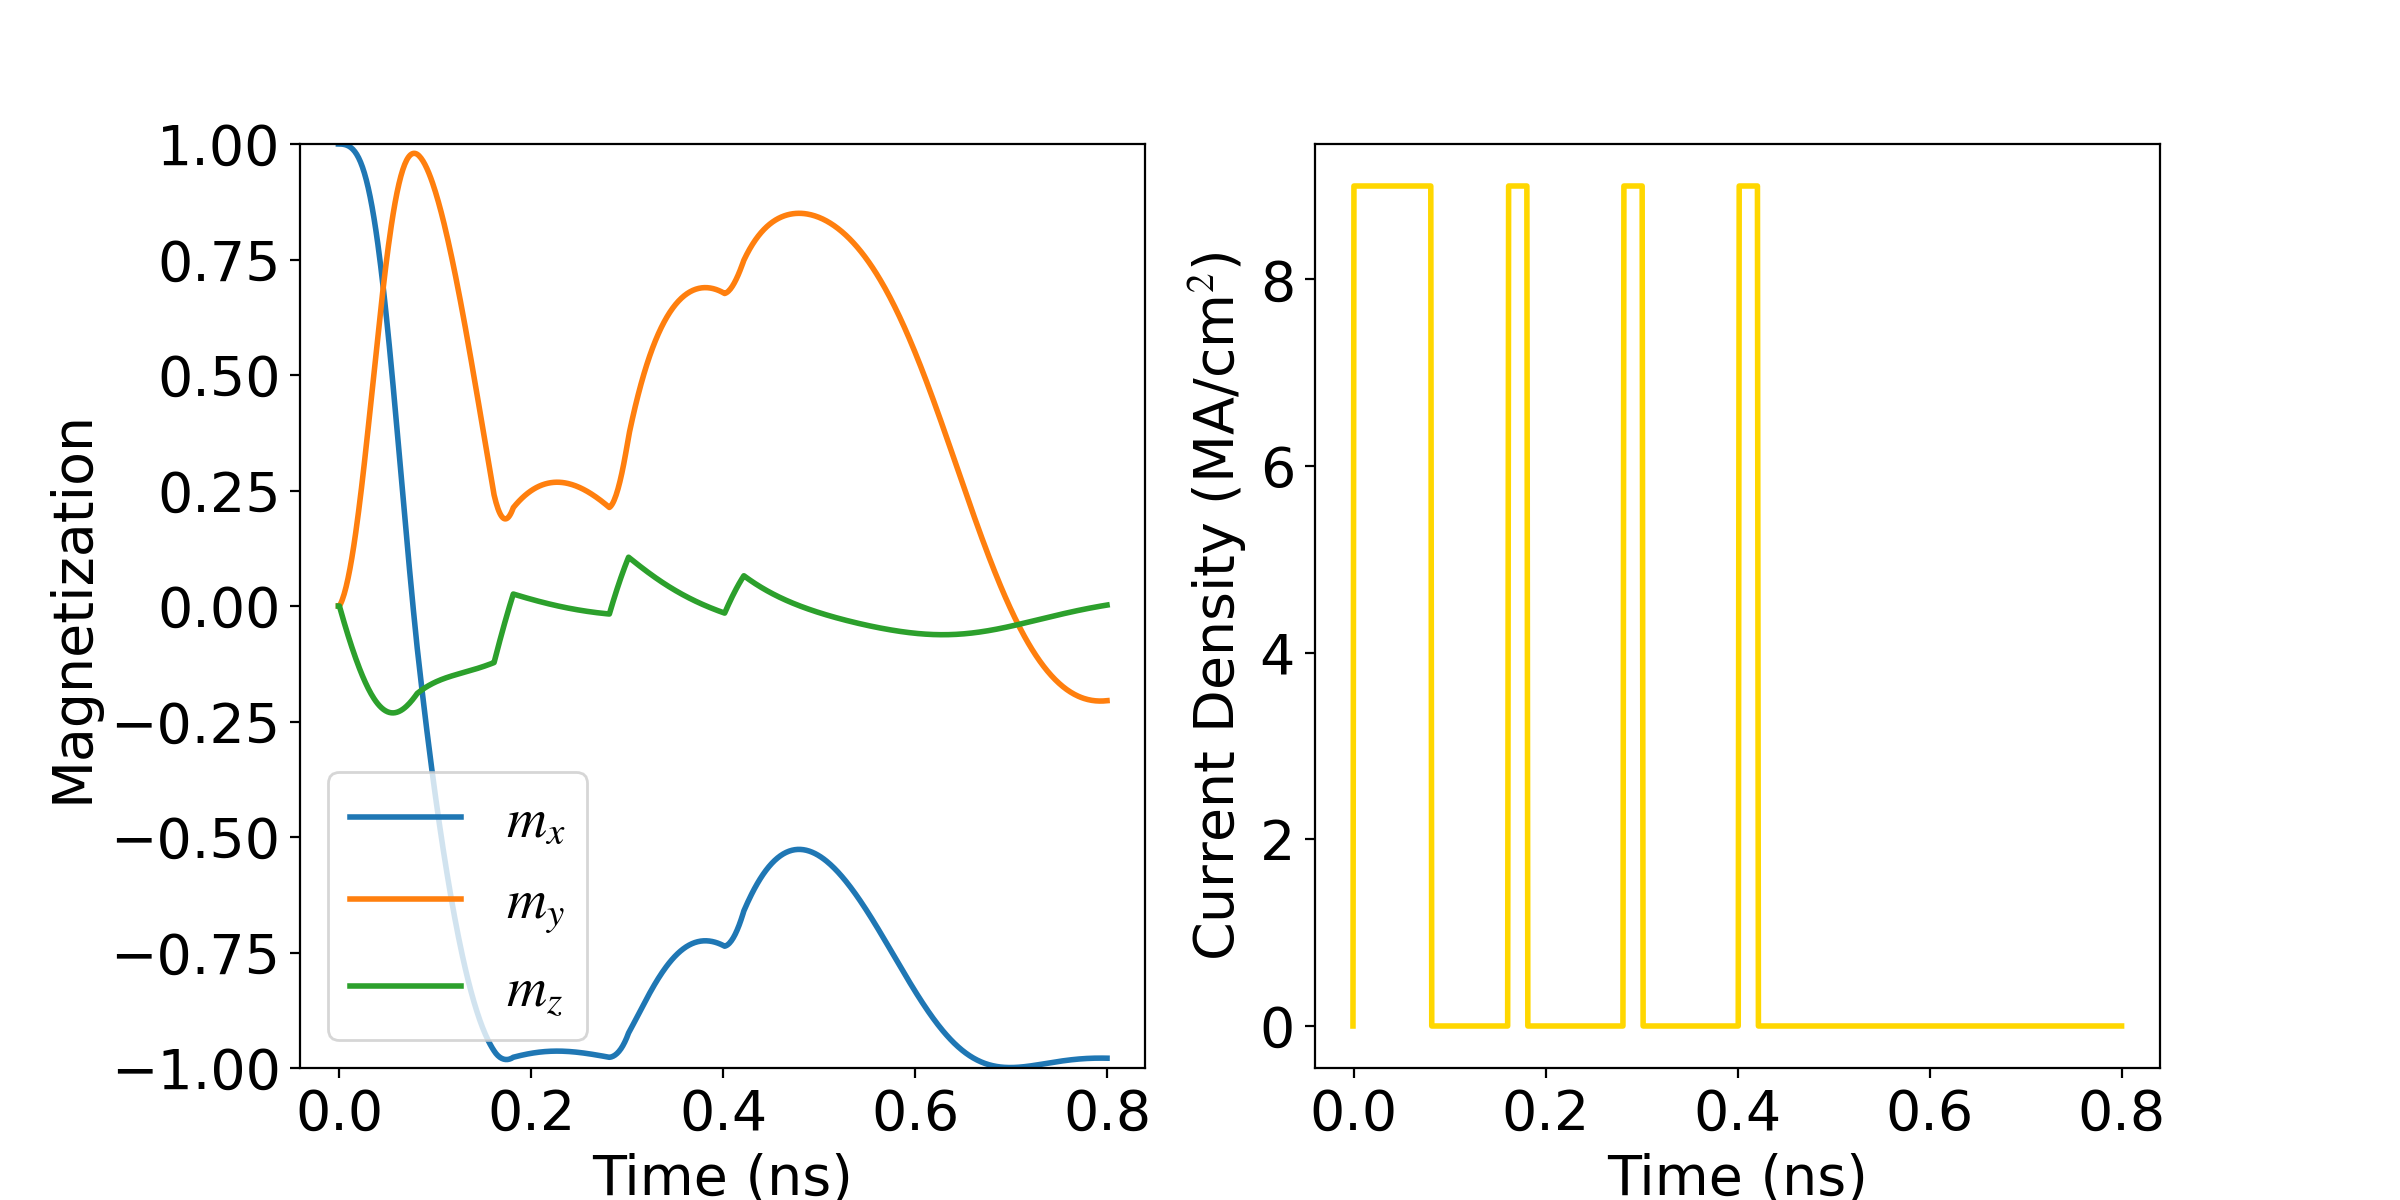 1.00
0.75
0.50
0.25
0.00
−0.25
−0.50
−0.75
−1.00
Magnetization
m_x
m_y
m_z
0.0 0.2 0.4 0.6 0.8
Time (ns)
8
6
4
2
0
Current Density (MA/cm²)
0.0 0.2 0.4 0.6 0.8
Time (ns)